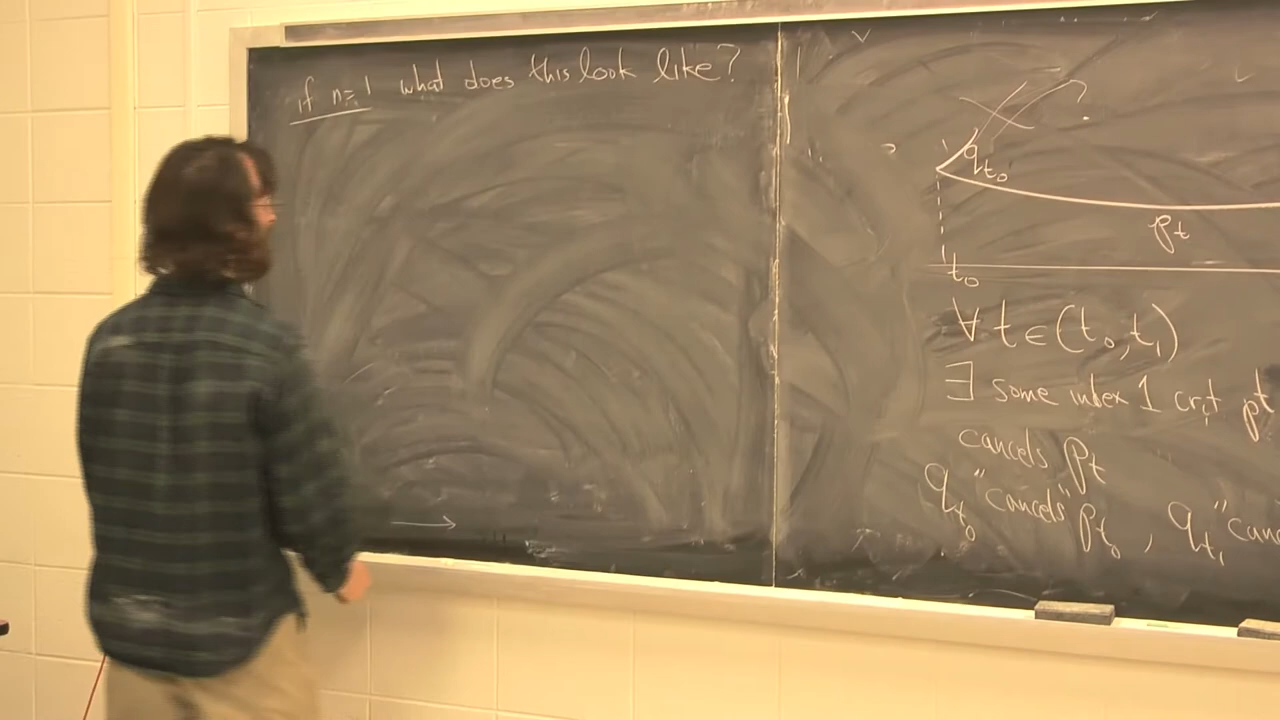 if n=1 what does this look like?
?
q_{t_0}
p_t
t_0
∀ t ∈ (t_0, t_1)
∃ some index 1 crit pt
cancels p_t
q_{t_0} "cancels" p_{t_0}, q_{t_1} "canc